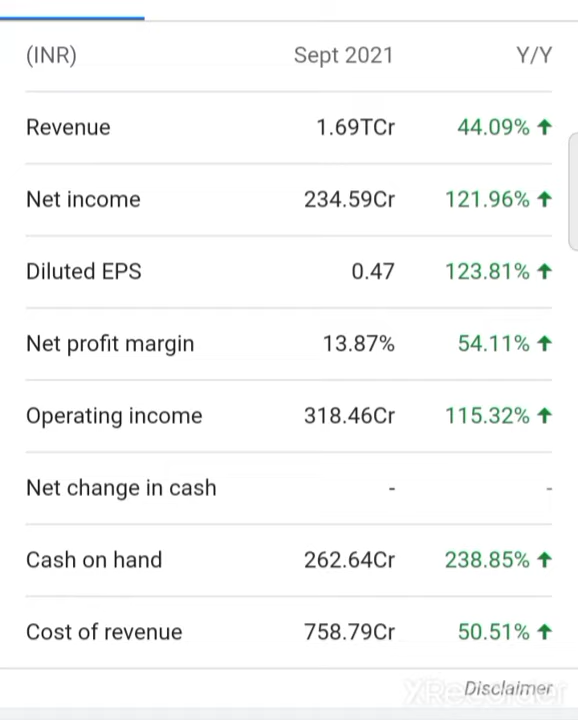 (INR) Sept 2021 Y/Y
Revenue 1.69TCr 44.09% ↑
Net income 234.59Cr 121.96% ↑
Diluted EPS 0.47 123.81% ↑
Net profit margin 13.87% 54.11% ↑
Operating income 318.46Cr 115.32% ↑
Net change in cash - -
Cash on hand 262.64Cr 238.85% ↑
Cost of revenue 758.79Cr 50.51% ↑
Disclaimer
XRecorder